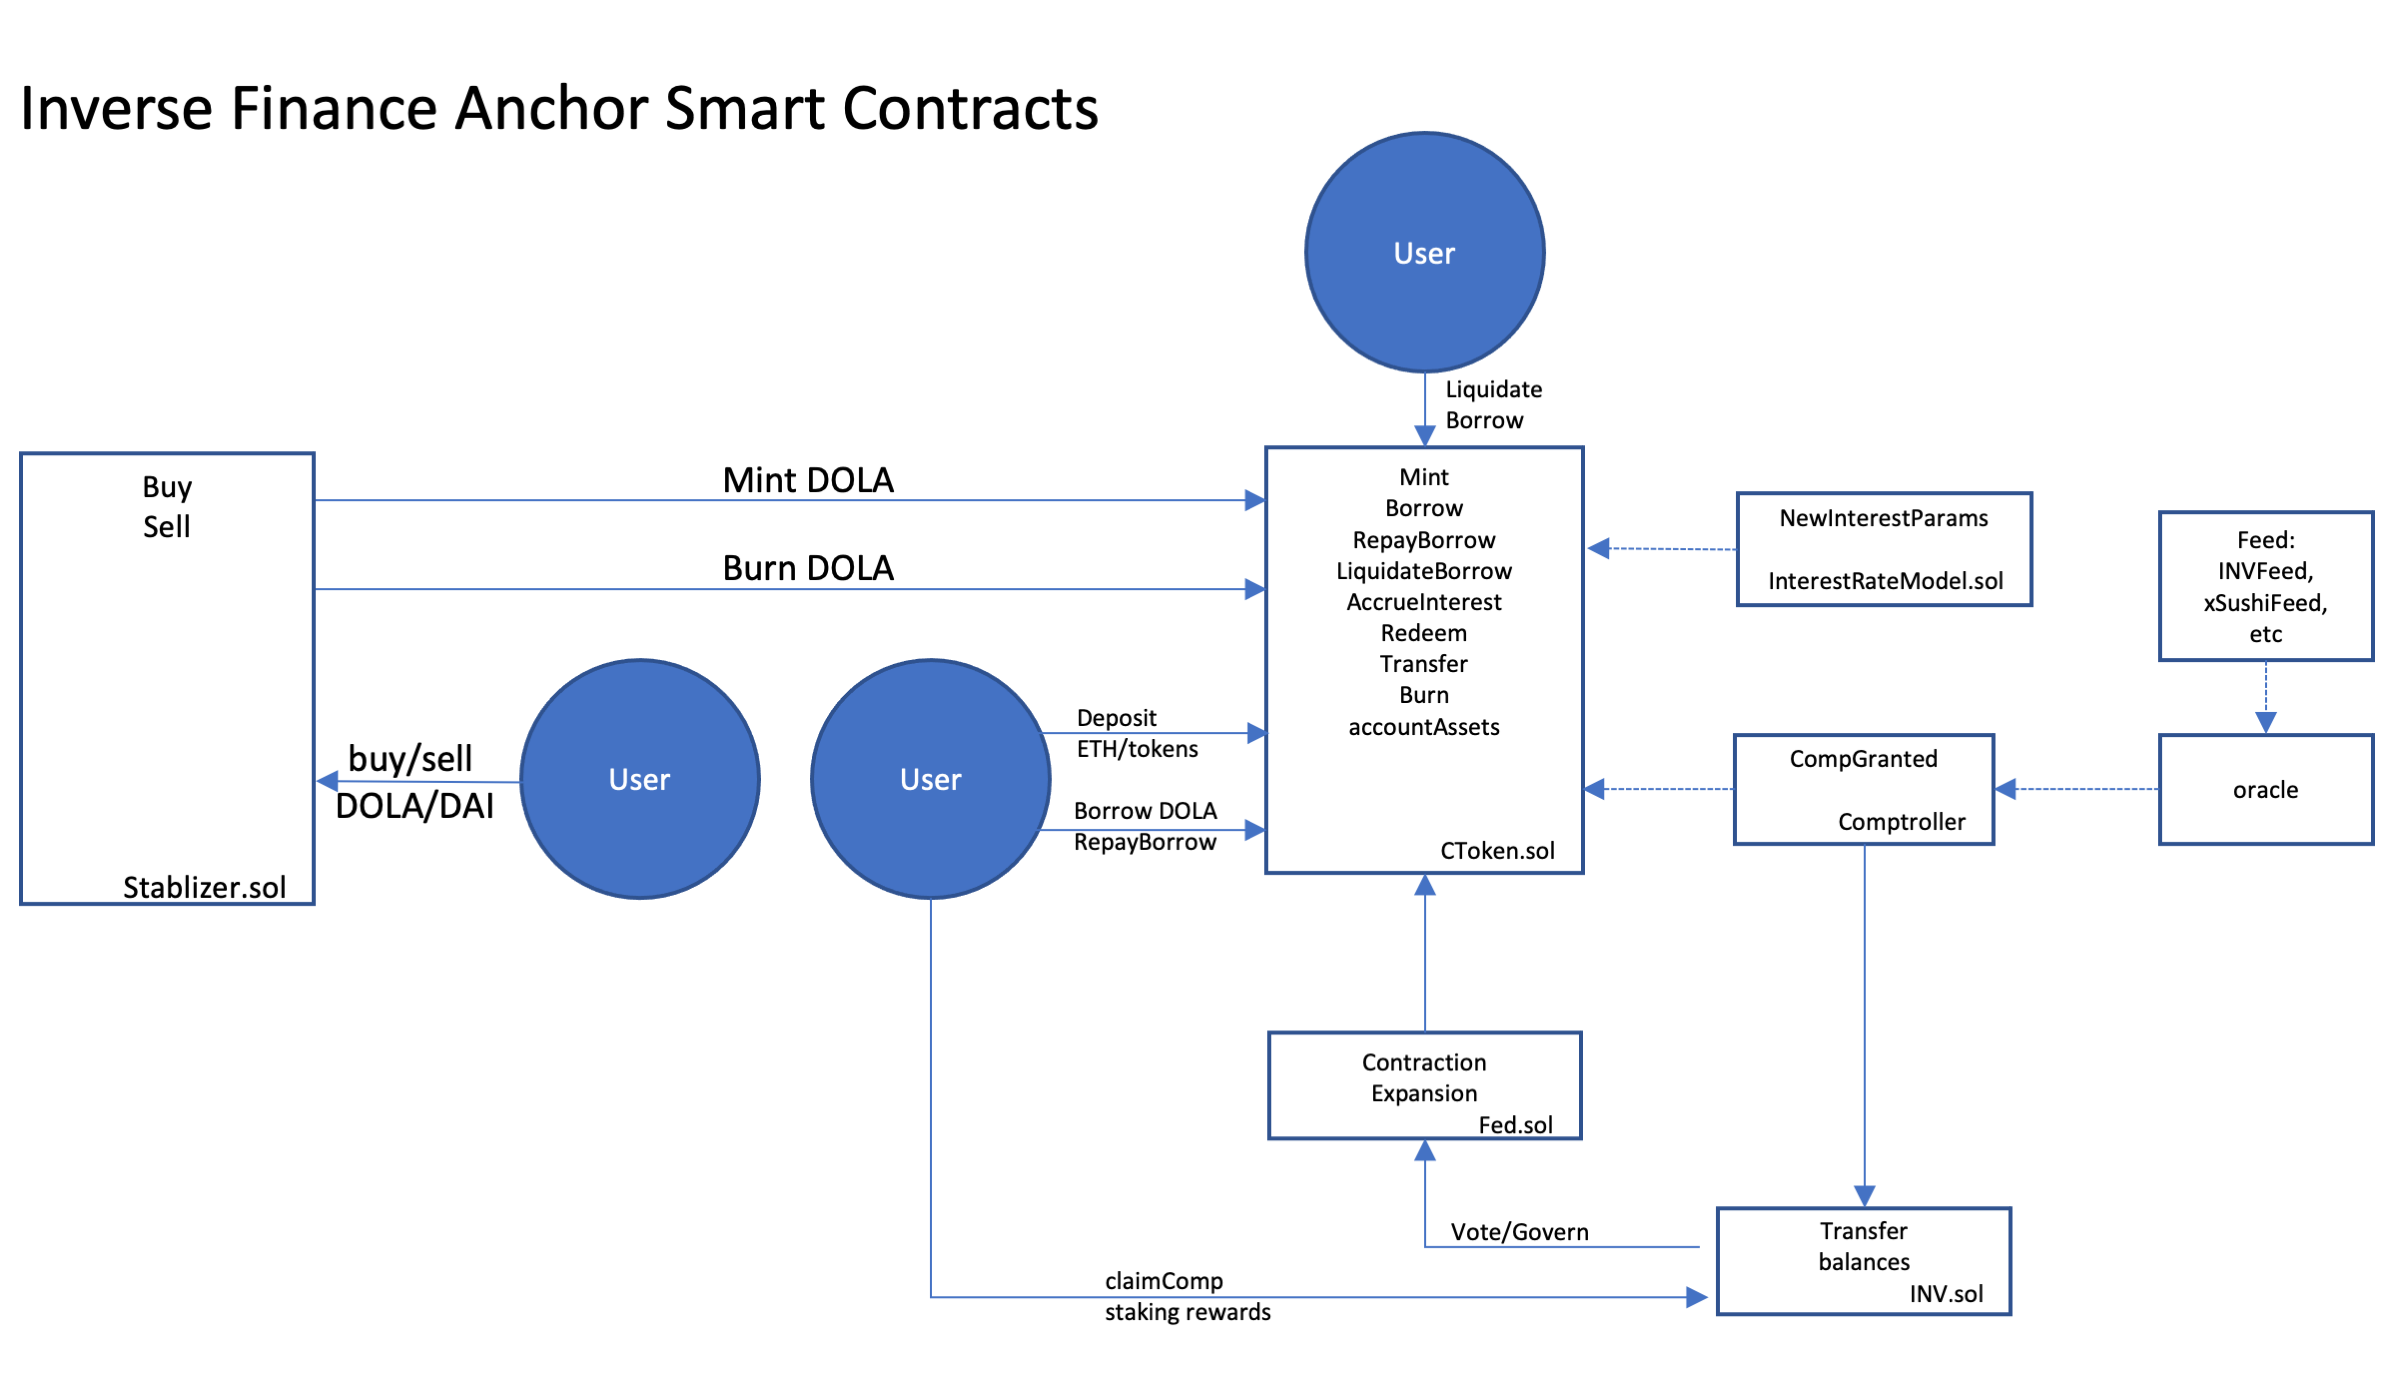 Inverse Finance Anchor Smart Contracts
User
Liquidate
Borrow
Buy
Sell
Stablizer.sol
Mint DOLA
Burn DOLA
buy/sell
DOLA/DAI
User
User
Deposit
ETH/tokens
Borrow DOLA
RepayBorrow
Mint
Borrow
RepayBorrow
LiquidateBorrow
AccrueInterest
Redeem
Transfer
Burn
accountAssets
CToken.sol
NewInterestParams
InterestRateModel.sol
Feed:
INVFeed,
xSushiFeed,
etc
CompGranted
Comptroller
oracle
Contraction
Expansion
Fed.sol
Vote/Govern
claimComp
staking rewards
Transfer
balances
INV.sol